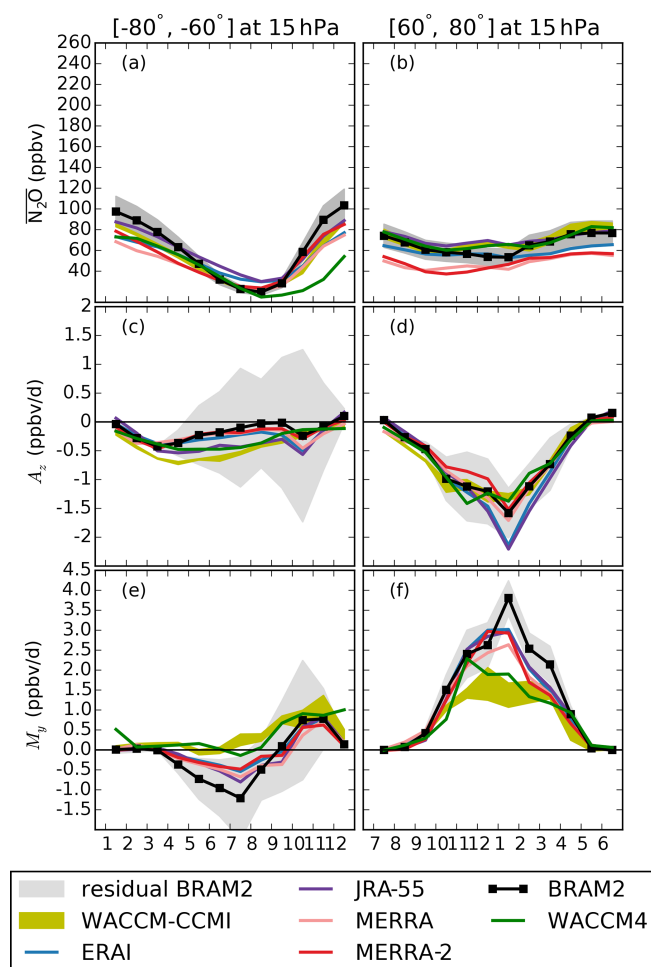 [-80°, -60°] at 15 hPa
[60°, 80°] at 15 hPa
(a)
(b)
N₂O (ppbv)
260
240
220
200
180
160
140
120
100
80
60
40
2
(c)
(d)
A_z (ppbv/d)
2
1.5
1
0.5
0
-0.5
-1
-1.5
-2
(e)
(f)
M_y (ppbv/d)
4.5
4.0
3.5
3.0
2.5
2.0
1.5
1.0
0.5
0.0
-0.5
-1.0
-1.5
1 2 3 4 5 6 7 8 9 10 11 12
7 8 9 10 11 12 1 2 3 4 5 6
residual BRAM2
WACCM-CCMI
ERAI
JRA-55
MERRA
MERRA-2
BRAM2
WACCM4